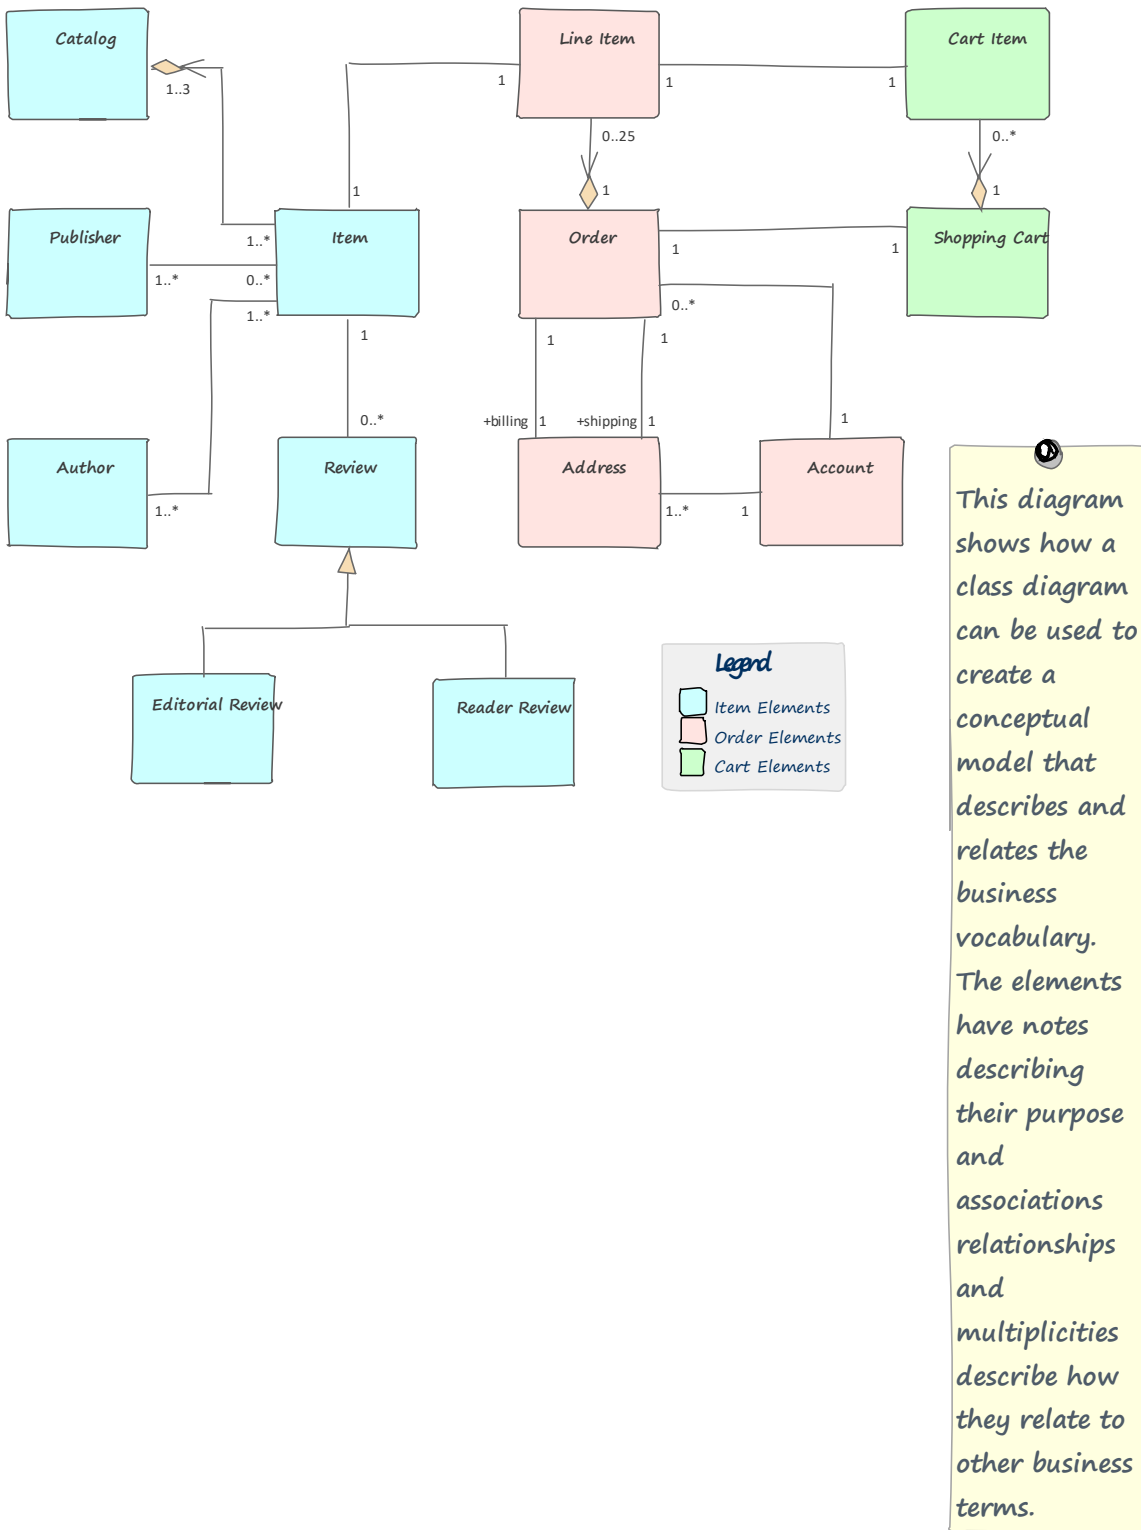 Catalog
Line Item
Cart Item
1..3
1
1
1
0..25
0..*
1
1
1
Publisher
Item
Order
Shopping Cart
1..*
1
1
1..*
0..*
0..*
1..*
1
1
1
0..*
+billing
1
+shipping
1
1
Author
Review
Address
Account
1..*
1..*
1
Editorial Review
Reader Review
Legend
Item Elements
Order Elements
Cart Elements
This diagram
shows how a
class diagram
can be used to
create a
conceptual
model that
describes and
relates the
business
vocabulary.
The elements
have notes
describing
their purpose
and
associations
relationships
and
multiplicities
describe how
they relate to
other business
terms.